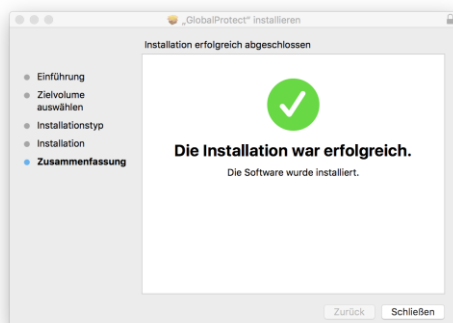 „GlobalProtect“ installieren
Installation erfolgreich abgeschlossen
Einführung
Zielvolume
auswählen
Installationstyp
Installation
Zusammenfassung
Die Installation war erfolgreich.
Die Software wurde installiert.
Zurück
Schließen